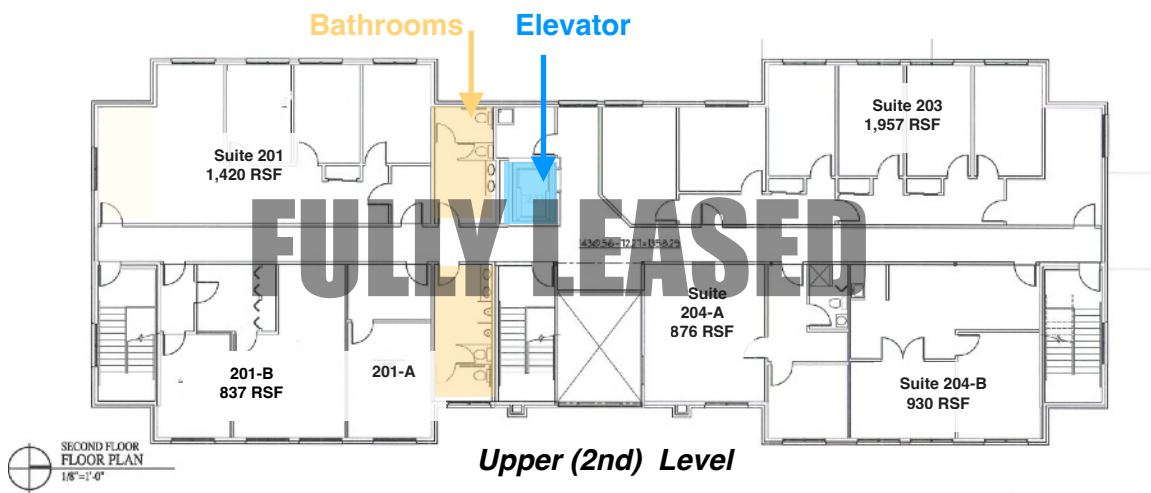 Bathrooms
Elevator
Suite 203
1,957 RSF
Suite 201
1,420 RSF
FULLY LEASED
Suite
204-A
876 RSF
201-B
837 RSF
201-A
Suite 204-B
930 RSF
SECOND FLOOR
FLOOR PLAN
1/8"=1'-0"
Upper (2nd) Level